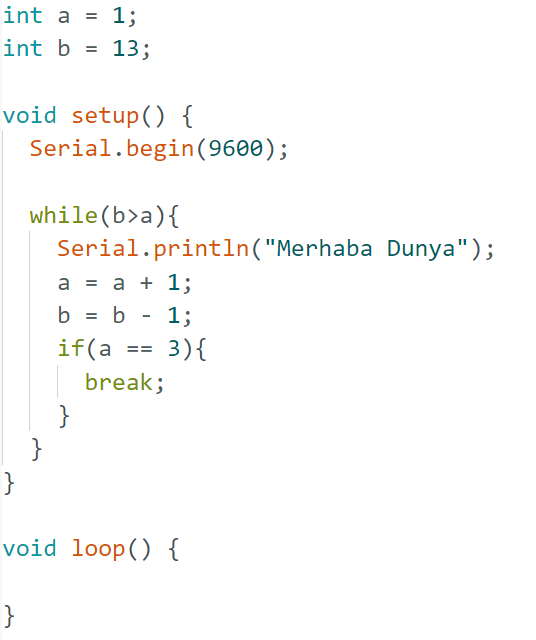 int a = 1;
int b = 13;

void setup() {
  Serial.begin(9600);

  while(b>a){
    Serial.println("Merhaba Dunya");
    a = a + 1;
    b = b - 1;
    if(a == 3){
      break;
    }
  }
}

void loop() {

}